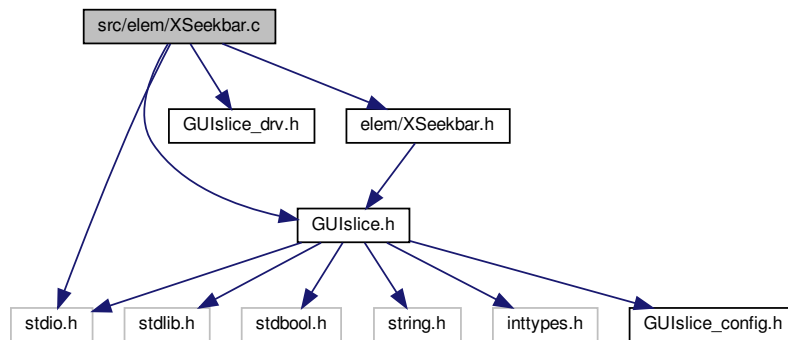 src/elem/XSeekbar.c
GUIslice_drv.h
elem/XSeekbar.h
GUIslice.h
stdio.h
stdlib.h
stdbool.h
string.h
inttypes.h
GUIslice_config.h